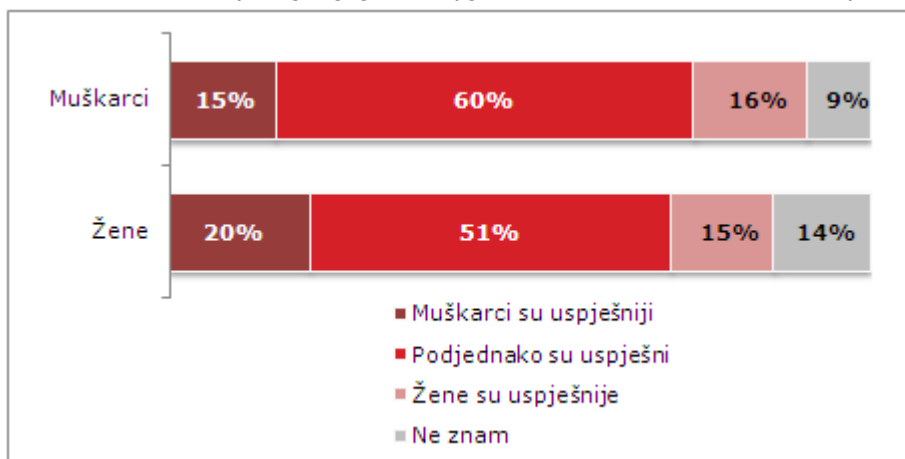 Muškarci 15% 60% 16% 9%
Žene 20% 51% 15% 14%
Muškarci su uspješniji
Podjednako su uspješni
Žene su uspješnije
Ne znam